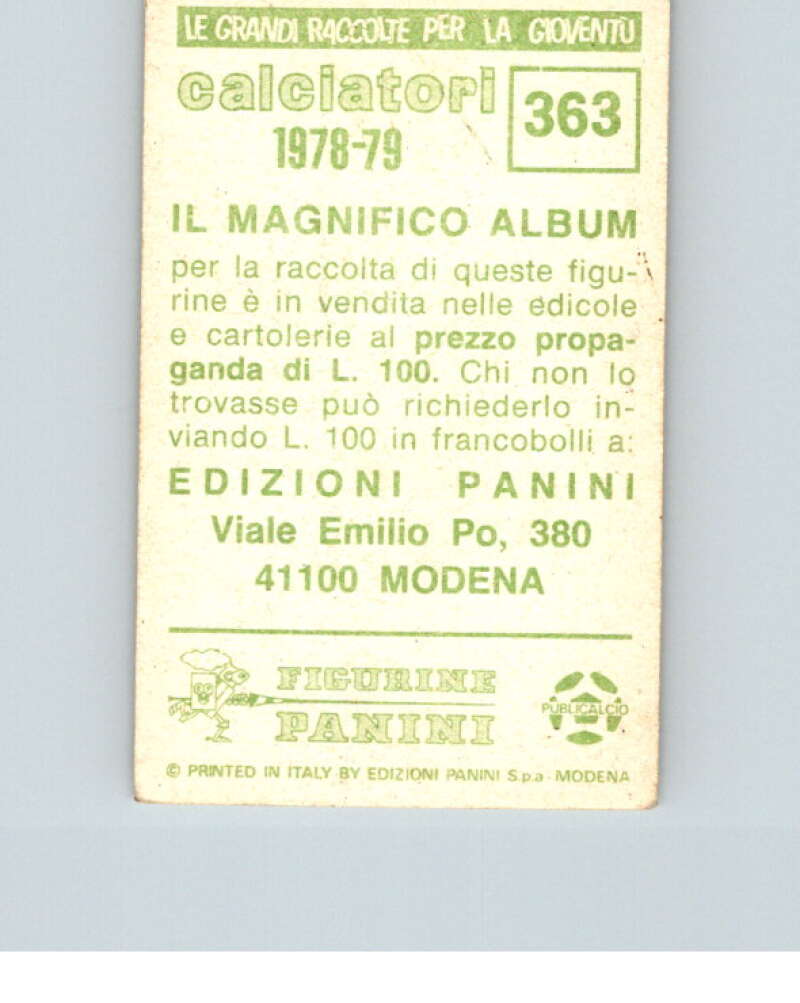 LE GRANDI RACCOLTE PER LA GIOVENTÙ
calciatori
1978-79
363
IL MAGNIFICO ALBUM
per la raccolta di queste figu-
rine è in vendita nelle edicole
e cartolerie al prezzo propa-
ganda di L. 100. Chi non lo
trovasse può richiederlo in-
viando L. 100 in francobolli a:
EDIZIONI PANINI
Viale Emilio Po, 380
41100 MODENA
FIGURINE
PANINI
PUBLICALCIO
© PRINTED IN ITALY BY EDIZIONI PANINI S.p.a - MODENA